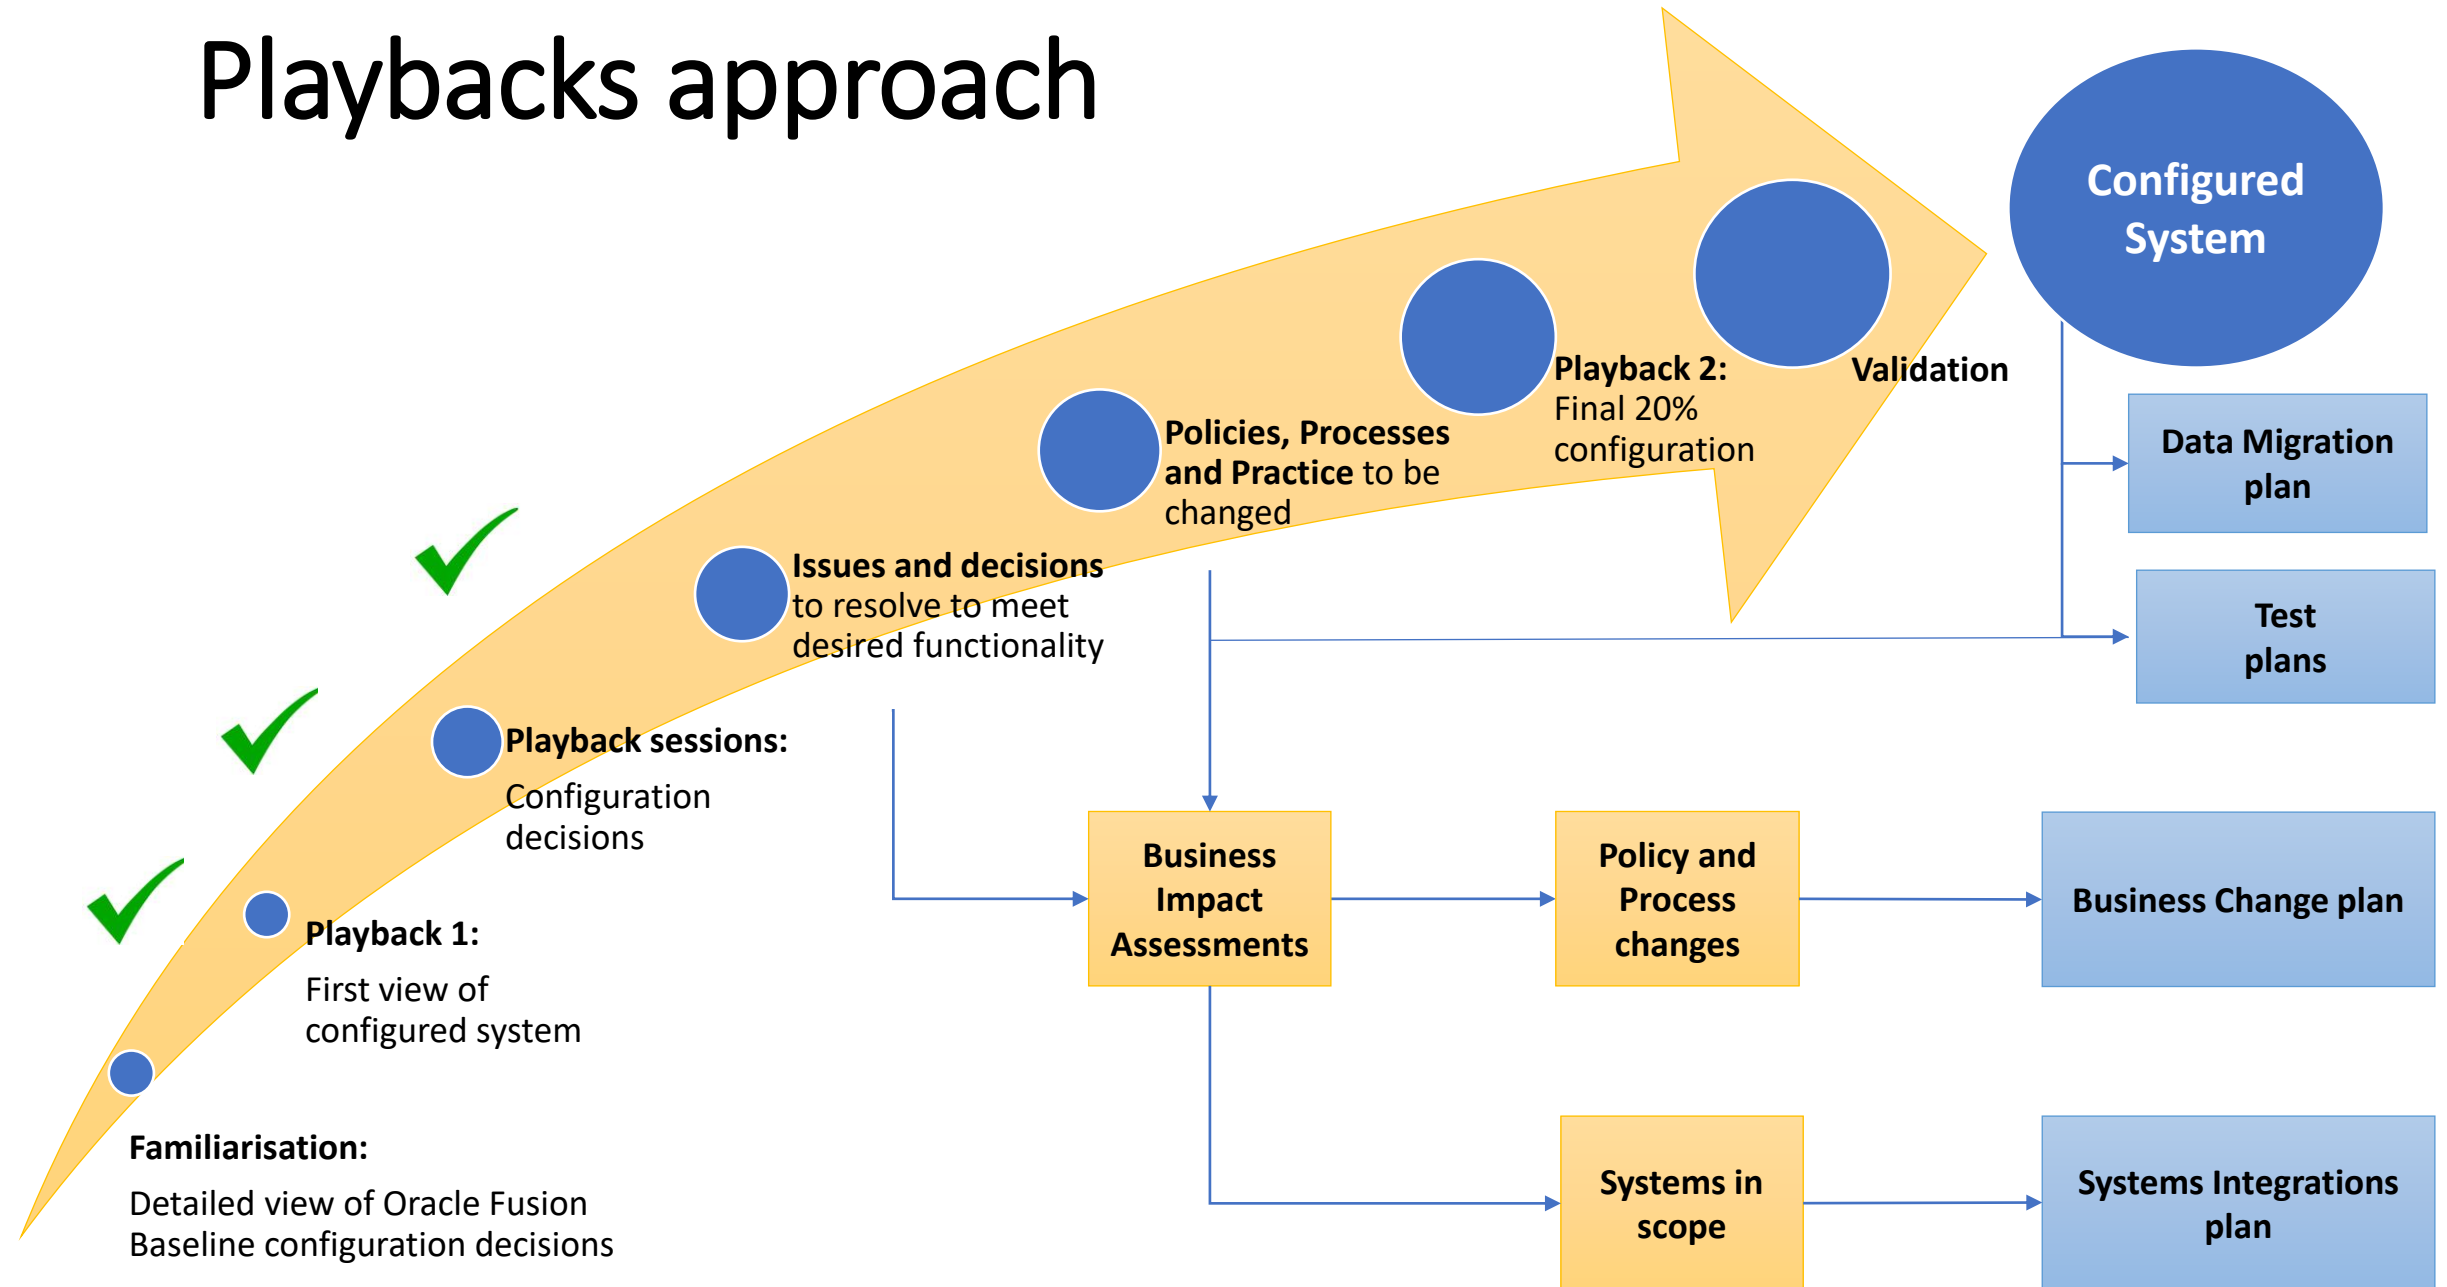 Playbacks approach
Configured
System
Validation
Playback 2:
Final 20%
configuration
Policies, Processes
and Practice to be
changed
Issues and decisions
to resolve to meet
desired functionality
Playback sessions:
Configuration
decisions
Playback 1:
First view of
configured system
Familiarisation:
Detailed view of Oracle Fusion
Baseline configuration decisions
Data Migration
plan
Test
plans
Business
Impact
Assessments
Policy and
Process
changes
Business Change plan
Systems in
scope
Systems Integrations
plan